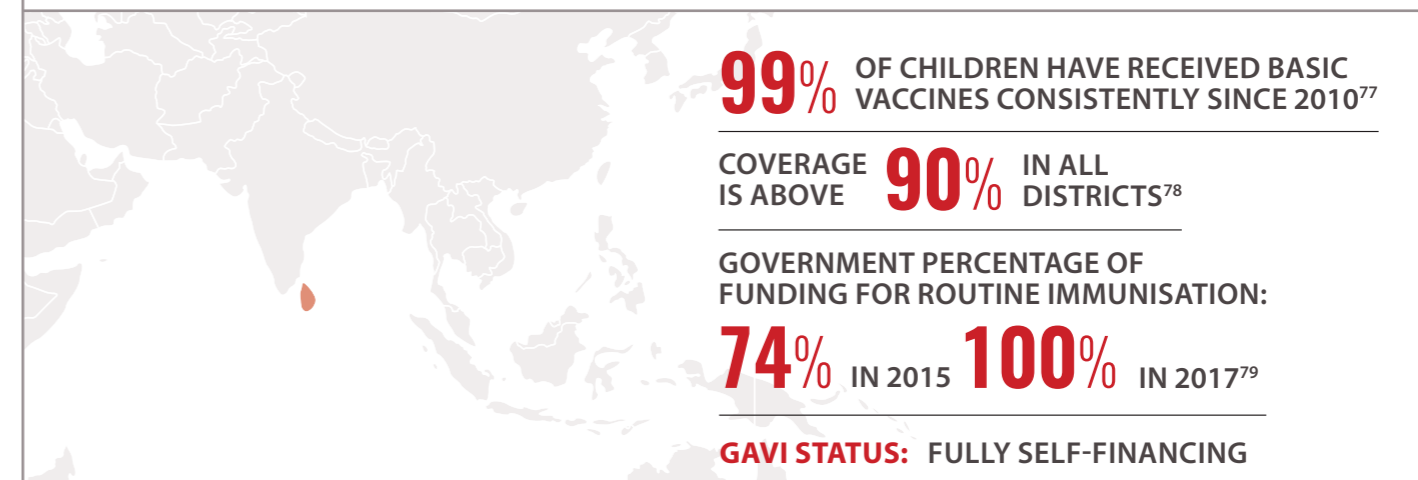 99% OF CHILDREN HAVE RECEIVED BASIC
VACCINES CONSISTENTLY SINCE 2010⁷⁷
COVERAGE
IS ABOVE 90% IN ALL
DISTRICTS⁷⁸
GOVERNMENT PERCENTAGE OF
FUNDING FOR ROUTINE IMMUNISATION:
74% IN 2015 100% IN 2017⁷⁹
GAVI STATUS: FULLY SELF-FINANCING